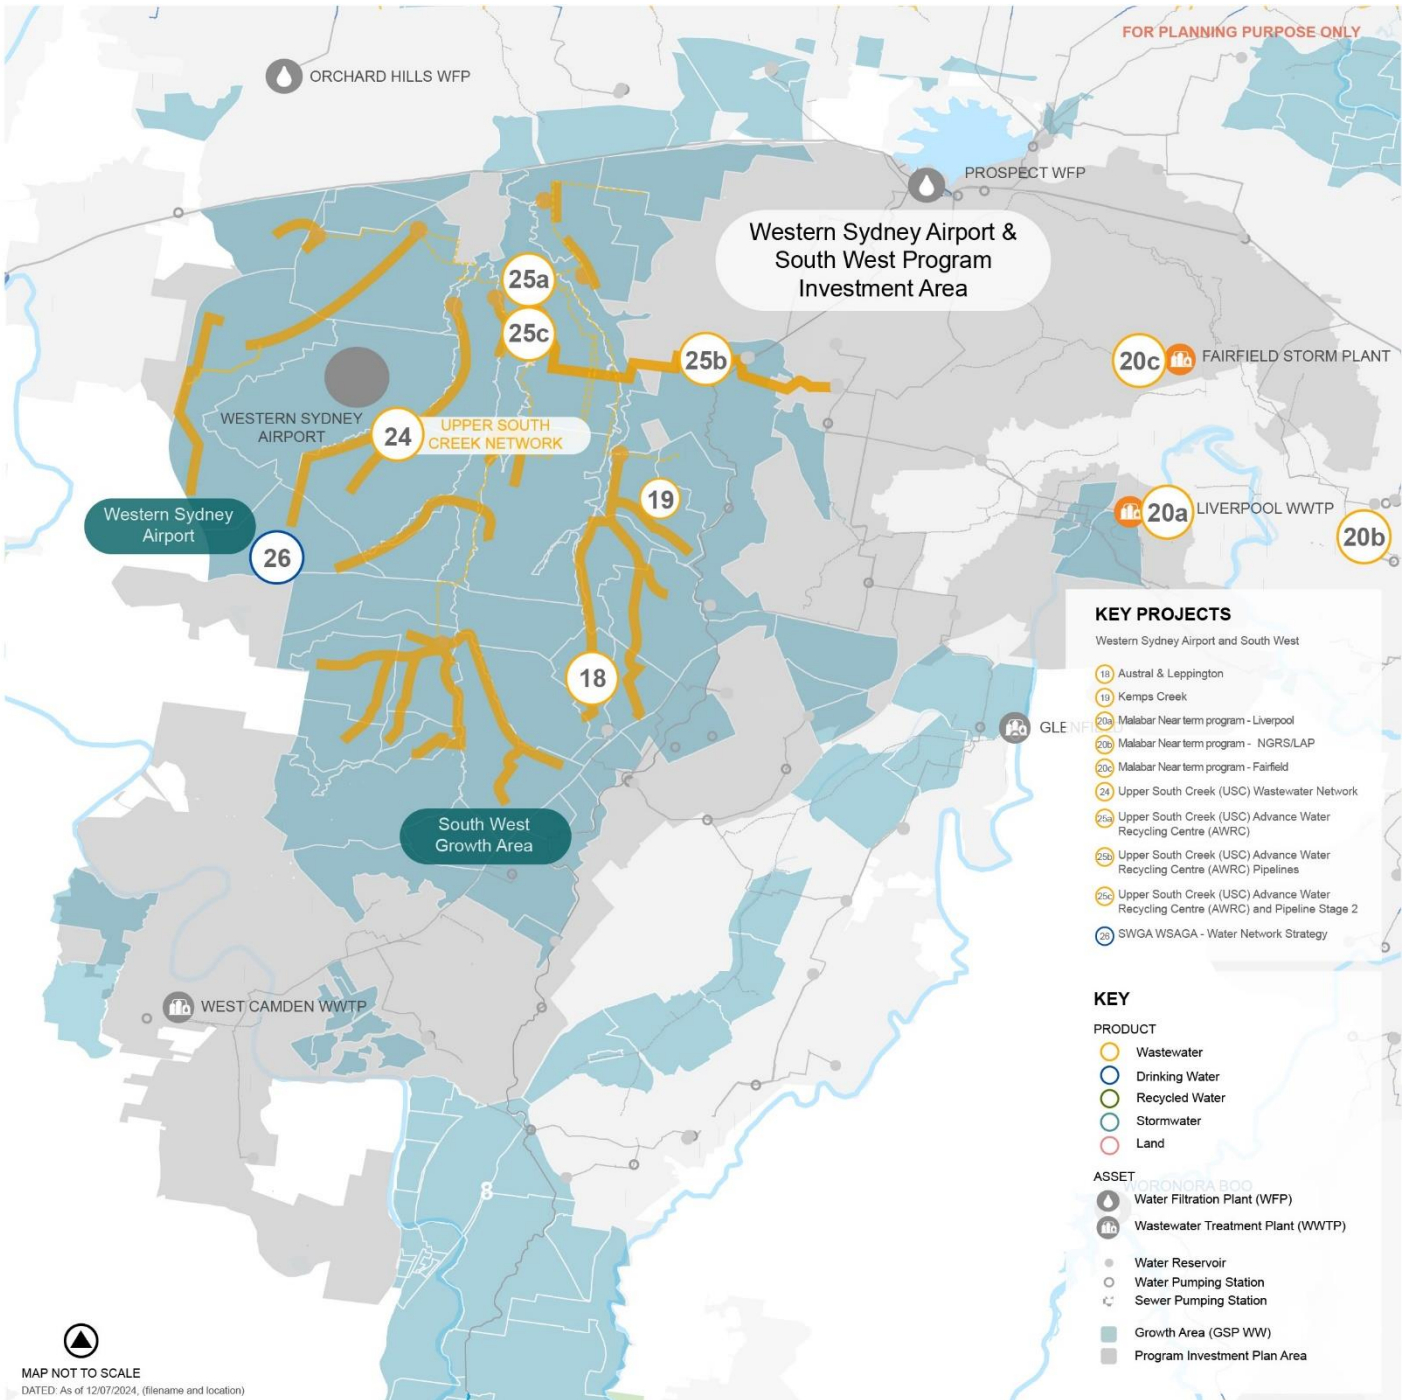 FOR PLANNING PURPOSE ONLY
ORCHARD HILLS WFP
PROSPECT WFP
Western Sydney Airport &
South West Program
Investment Area
25a
25c
25b
20c
FAIRFIELD STORM PLANT
WESTERN SYDNEY
AIRPORT
24
UPPER SOUTH
CREEK NETWORK
19
20a
LIVERPOOL WWTP
20b
Western Sydney
Airport
26
18
South West
Growth Area
WEST CAMDEN WWTP
8
KEY PROJECTS
Western Sydney Airport and South West
18 Austral & Leppington
19 Kemps Creek
20a Malabar Near term program - Liverpool
20b Malabar Near term program - NGRS/LAP
20c Malabar Near term program - Fairfield
24 Upper South Creek (USC) Wastewater Network
25a Upper South Creek (USC) Advance Water
Recycling Centre (AWRC)
25b Upper South Creek (USC) Advance Water
Recycling Centre (AWRC) Pipelines
25c Upper South Creek (USC) Advance Water
Recycling Centre (AWRC) and Pipeline Stage 2
26 SWGA WSAGA - Water Network Strategy
KEY
PRODUCT
Wastewater
Drinking Water
Recycled Water
Stormwater
Land
ASSET
WORONORA BOO
Water Filtration Plant (WFP)
Wastewater Treatment Plant (WWTP)
Water Reservoir
Water Pumping Station
Sewer Pumping Station
Growth Area (GSP WW)
Program Investment Plan Area
MAP NOT TO SCALE
DATED: As of 12/07/2024, (filename and location)